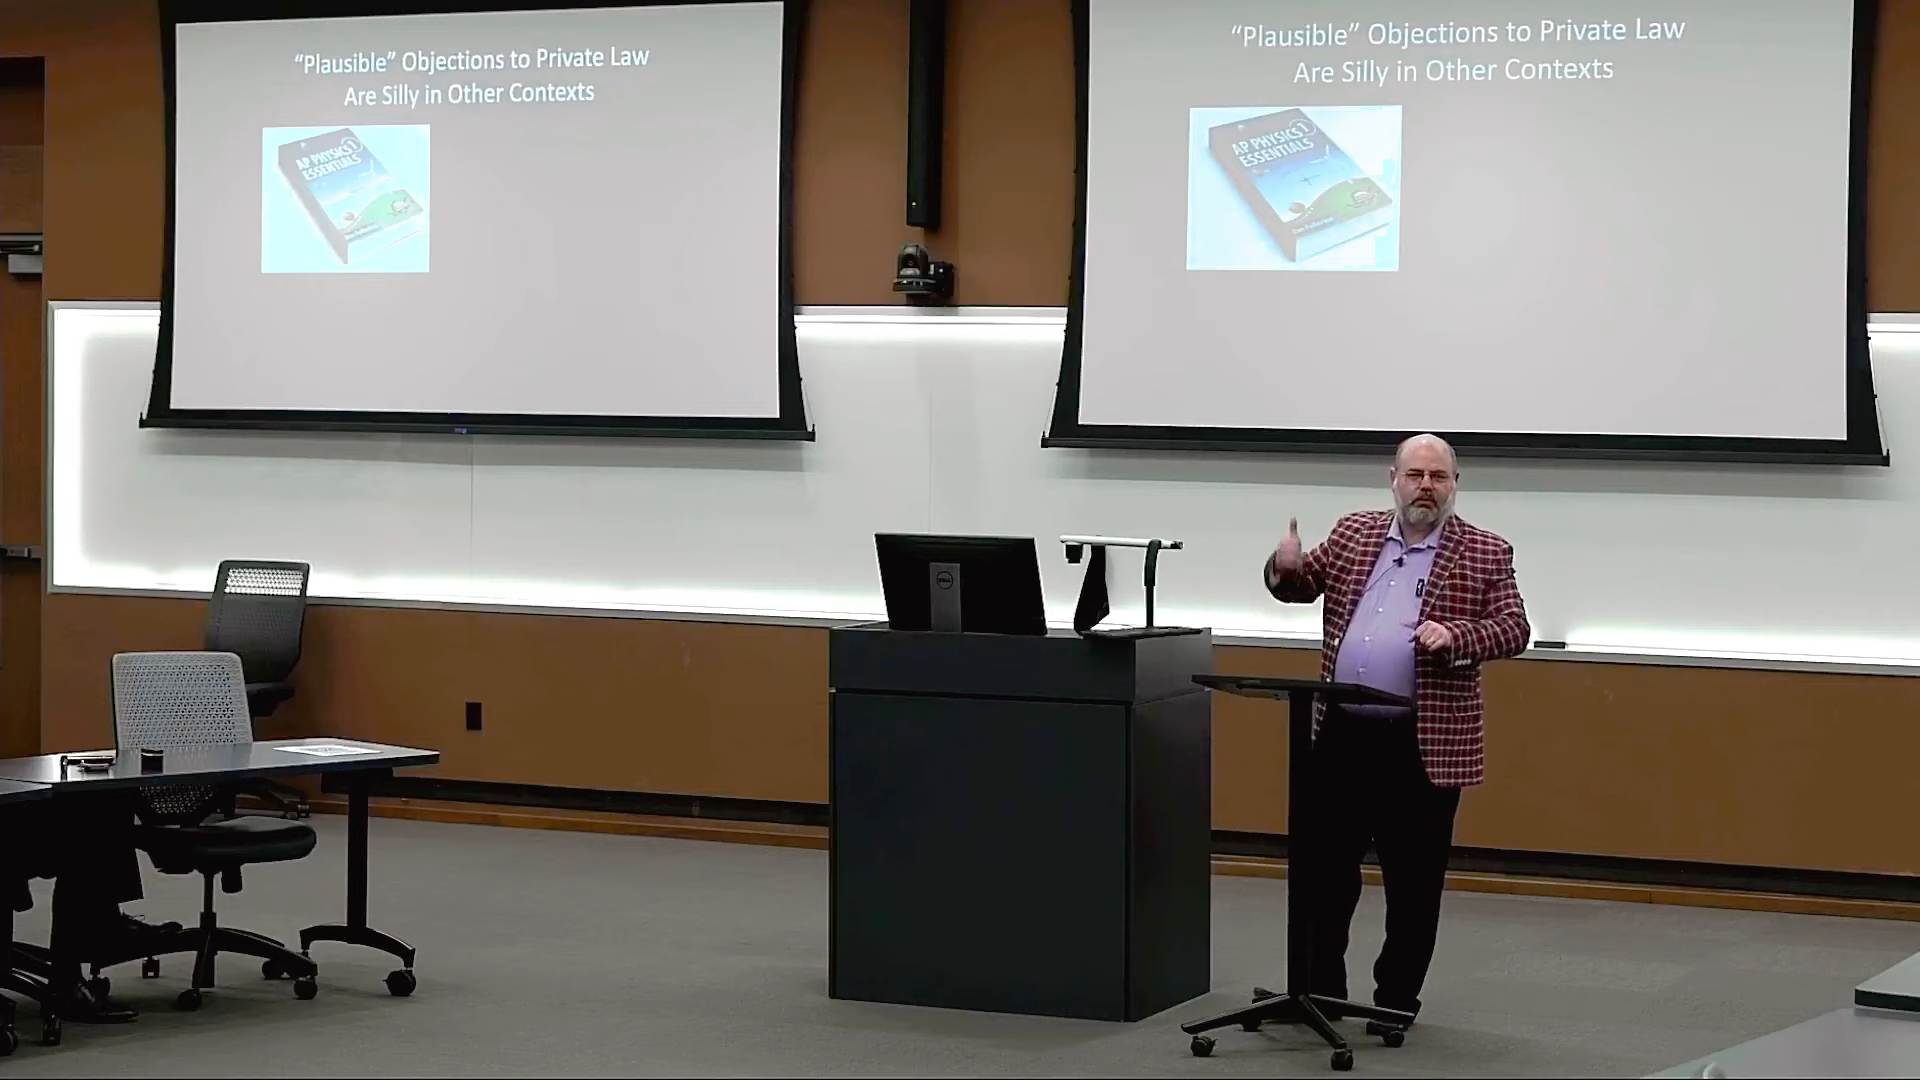 “Plausible” Objections to Private Law
Are Silly in Other Contexts
AP PHYSICS 1
ESSENTIALS
“Plausible” Objections to Private Law
Are Silly in Other Contexts
AP PHYSICS 1
ESSENTIALS
DELL